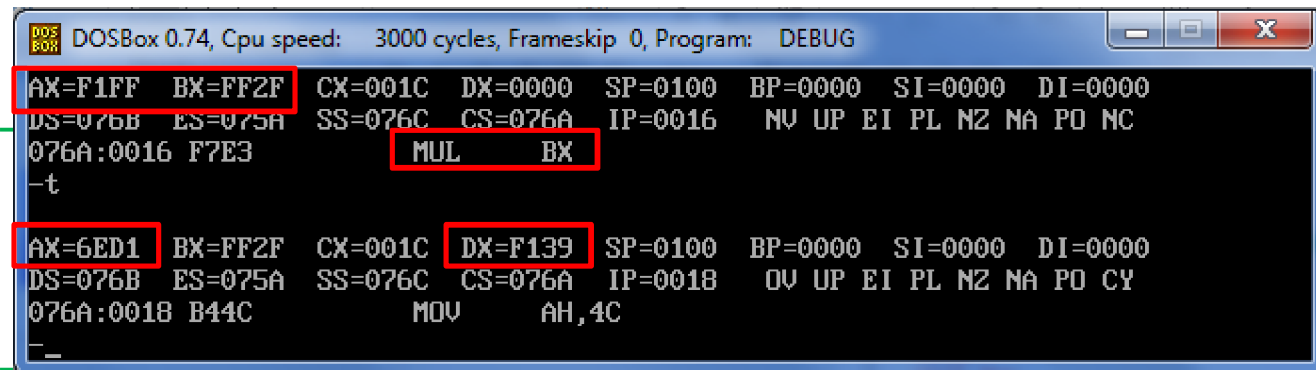 DOSBox 0.74, Cpu speed: 3000 cycles, Frameskip 0, Program: DEBUG
AX=F1FF BX=FF2F CX=001C DX=0000 SP=0100 BP=0000 SI=0000 DI=0000
DS=076B ES=075A SS=076C CS=076A IP=0016 NV UP EI PL NZ NA PO NC
076A:0016 F7E3 MUL BX
-t
AX=6ED1 BX=FF2F CX=001C DX=F139 SP=0100 BP=0000 SI=0000 DI=0000
DS=076B ES=075A SS=076C CS=076A IP=0018 OV UP EI PL NZ NA PO CY
076A:0018 B44C MOV AH,4C
-_